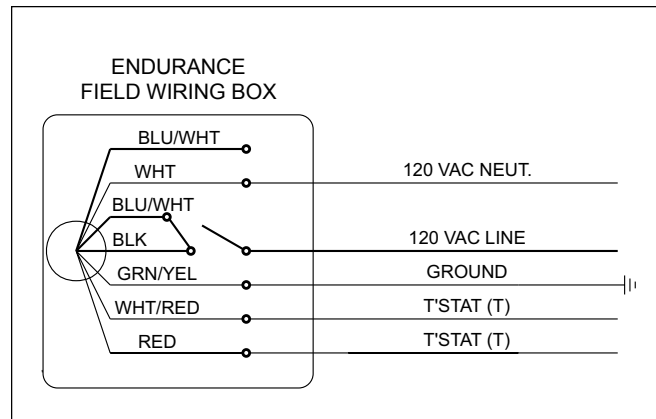 ENDURANCE
FIELD WIRING BOX
BLU/WHT
WHT
120 VAC NEUT.
BLU/WHT
BLK
120 VAC LINE
GRN/YEL
GROUND
WHT/RED
T'STAT (T)
RED
T'STAT (T)